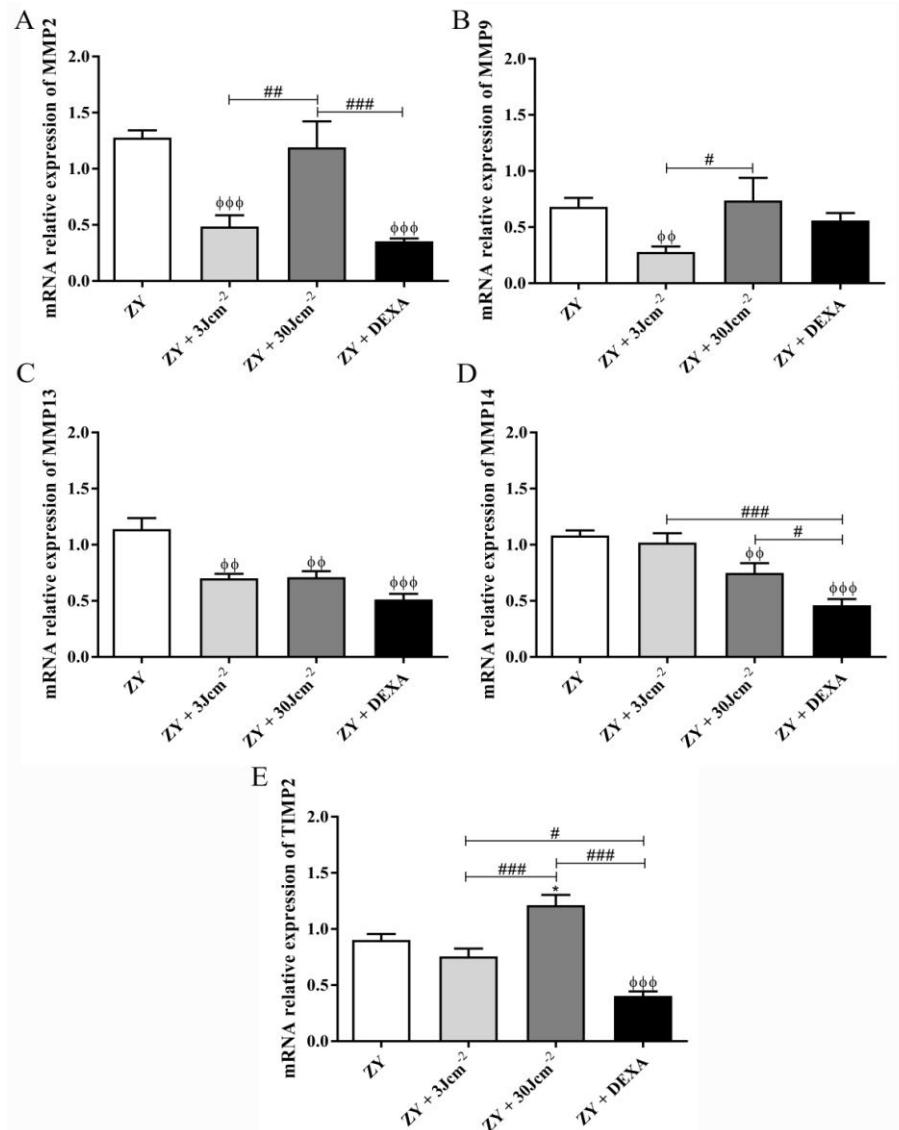 A
mRNA relative expression of MMP2
2.0
1.5
1.0
0.5
0.0
##
###
ϕϕϕ
ϕϕϕ
ZY
ZY + 3Jcm-2
ZY + 30Jcm-2
ZY + DEXA
B
mRNA relative expression of MMP9
2.0
1.5
1.0
0.5
0.0
#
ϕϕ
ZY
ZY + 3Jcm-2
ZY + 30Jcm-2
ZY + DEXA
C
mRNA relative expression of MMP13
2.0
1.5
1.0
0.5
0.0
ϕϕ
ϕϕ
ϕϕϕ
ZY
ZY + 3Jcm-2
ZY + 30Jcm-2
ZY + DEXA
D
mRNA relative expression of MMP14
2.0
1.5
1.0
0.5
0.0
###
#
ϕϕ
ϕϕϕ
ZY
ZY + 3Jcm-2
ZY + 30Jcm-2
ZY + DEXA
E
mRNA relative expression of TIMP2
2.0
1.5
1.0
0.5
0.0
#
###
###
*
ϕϕϕ
ZY
ZY + 3Jcm-2
ZY + 30Jcm-2
ZY + DEXA